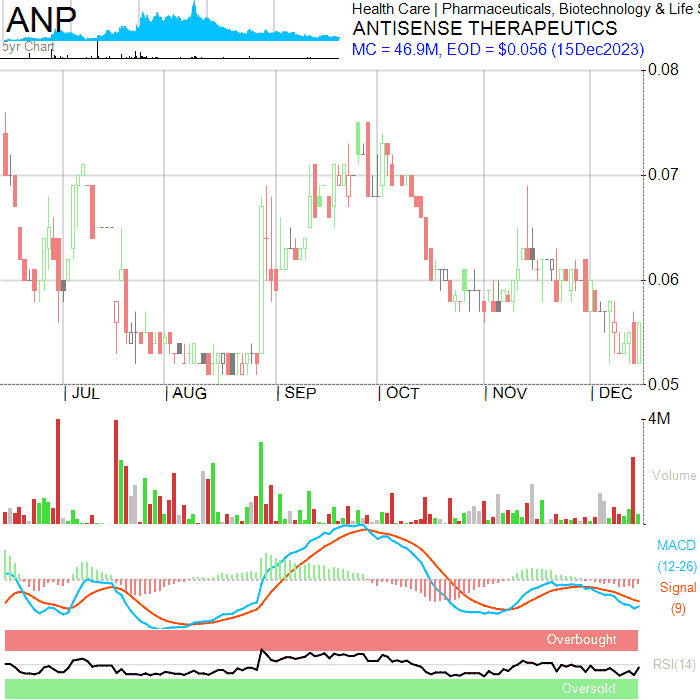 ANP
5yr Chart
Health Care | Pharmaceuticals, Biotechnology & Life S
ANTISENSE THERAPEUTICS
MC = 46.9M, EOD = $0.056 (15Dec2023)
0.08
0.07
0.06
0.05
| JUL | AUG | SEP | OCT | NOV | DEC
4M
Volume
MACD
(12-26)
Signal
(9)
Overbought
RSI(14)
Oversold